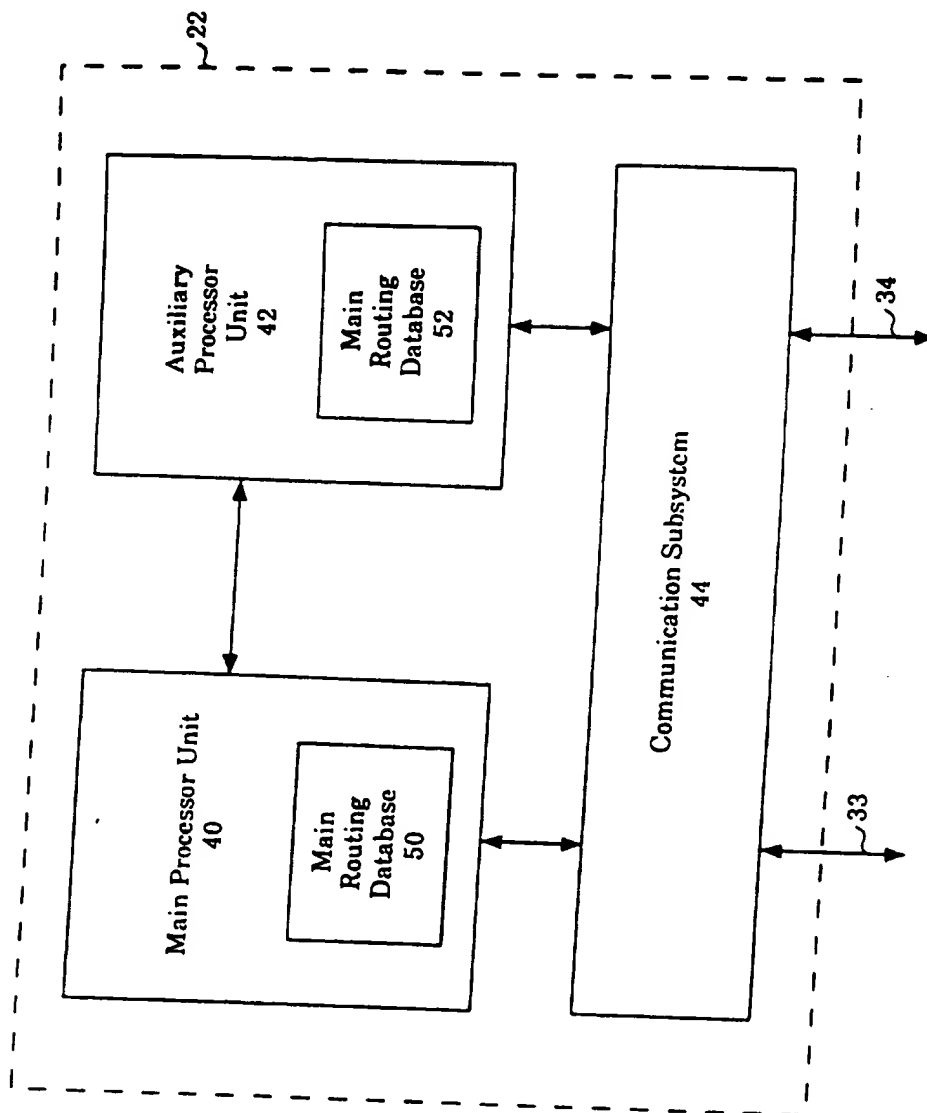 22
Main Processor Unit
40
Main
Routing
Database
50
Auxiliary
Processor
Unit
42
Main
Routing
Database
52
Communication Subsystem
44
33
34